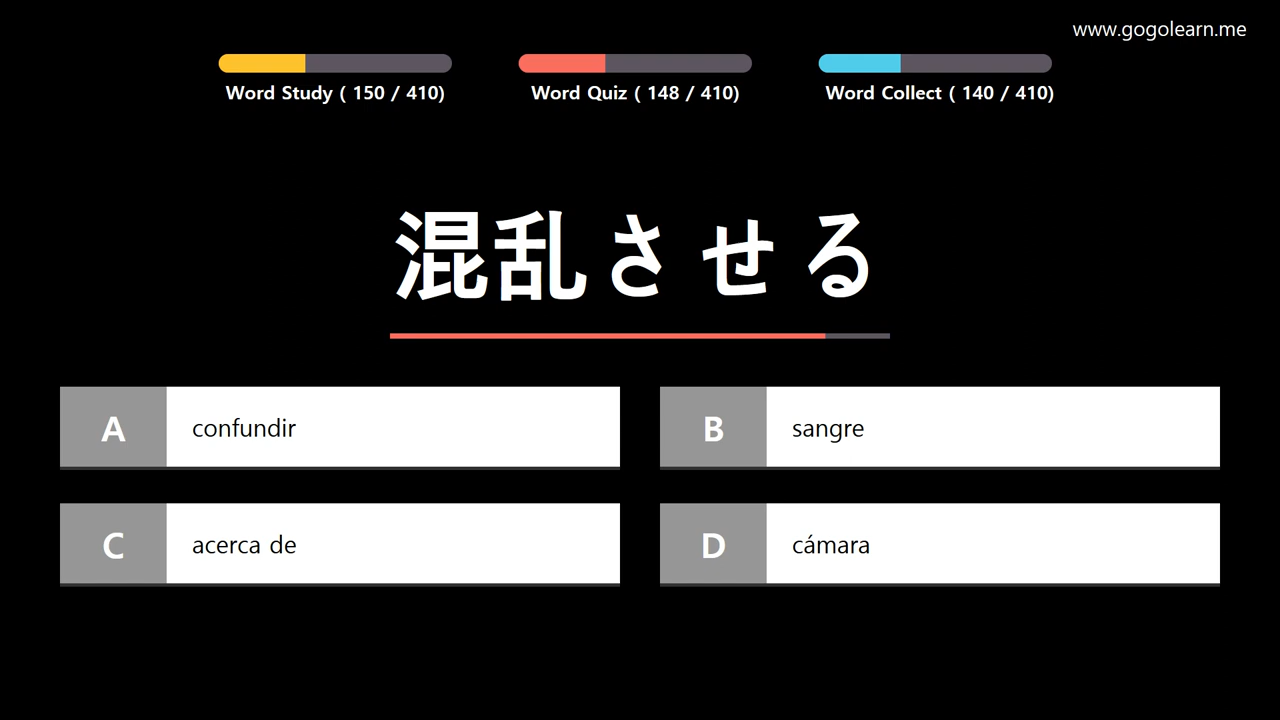 www.gogolearn.me
Word Study ( 150 / 410)
Word Quiz ( 148 / 410)
Word Collect ( 140 / 410)
混乱させる
A confundir
B sangre
C acerca de
D cámara